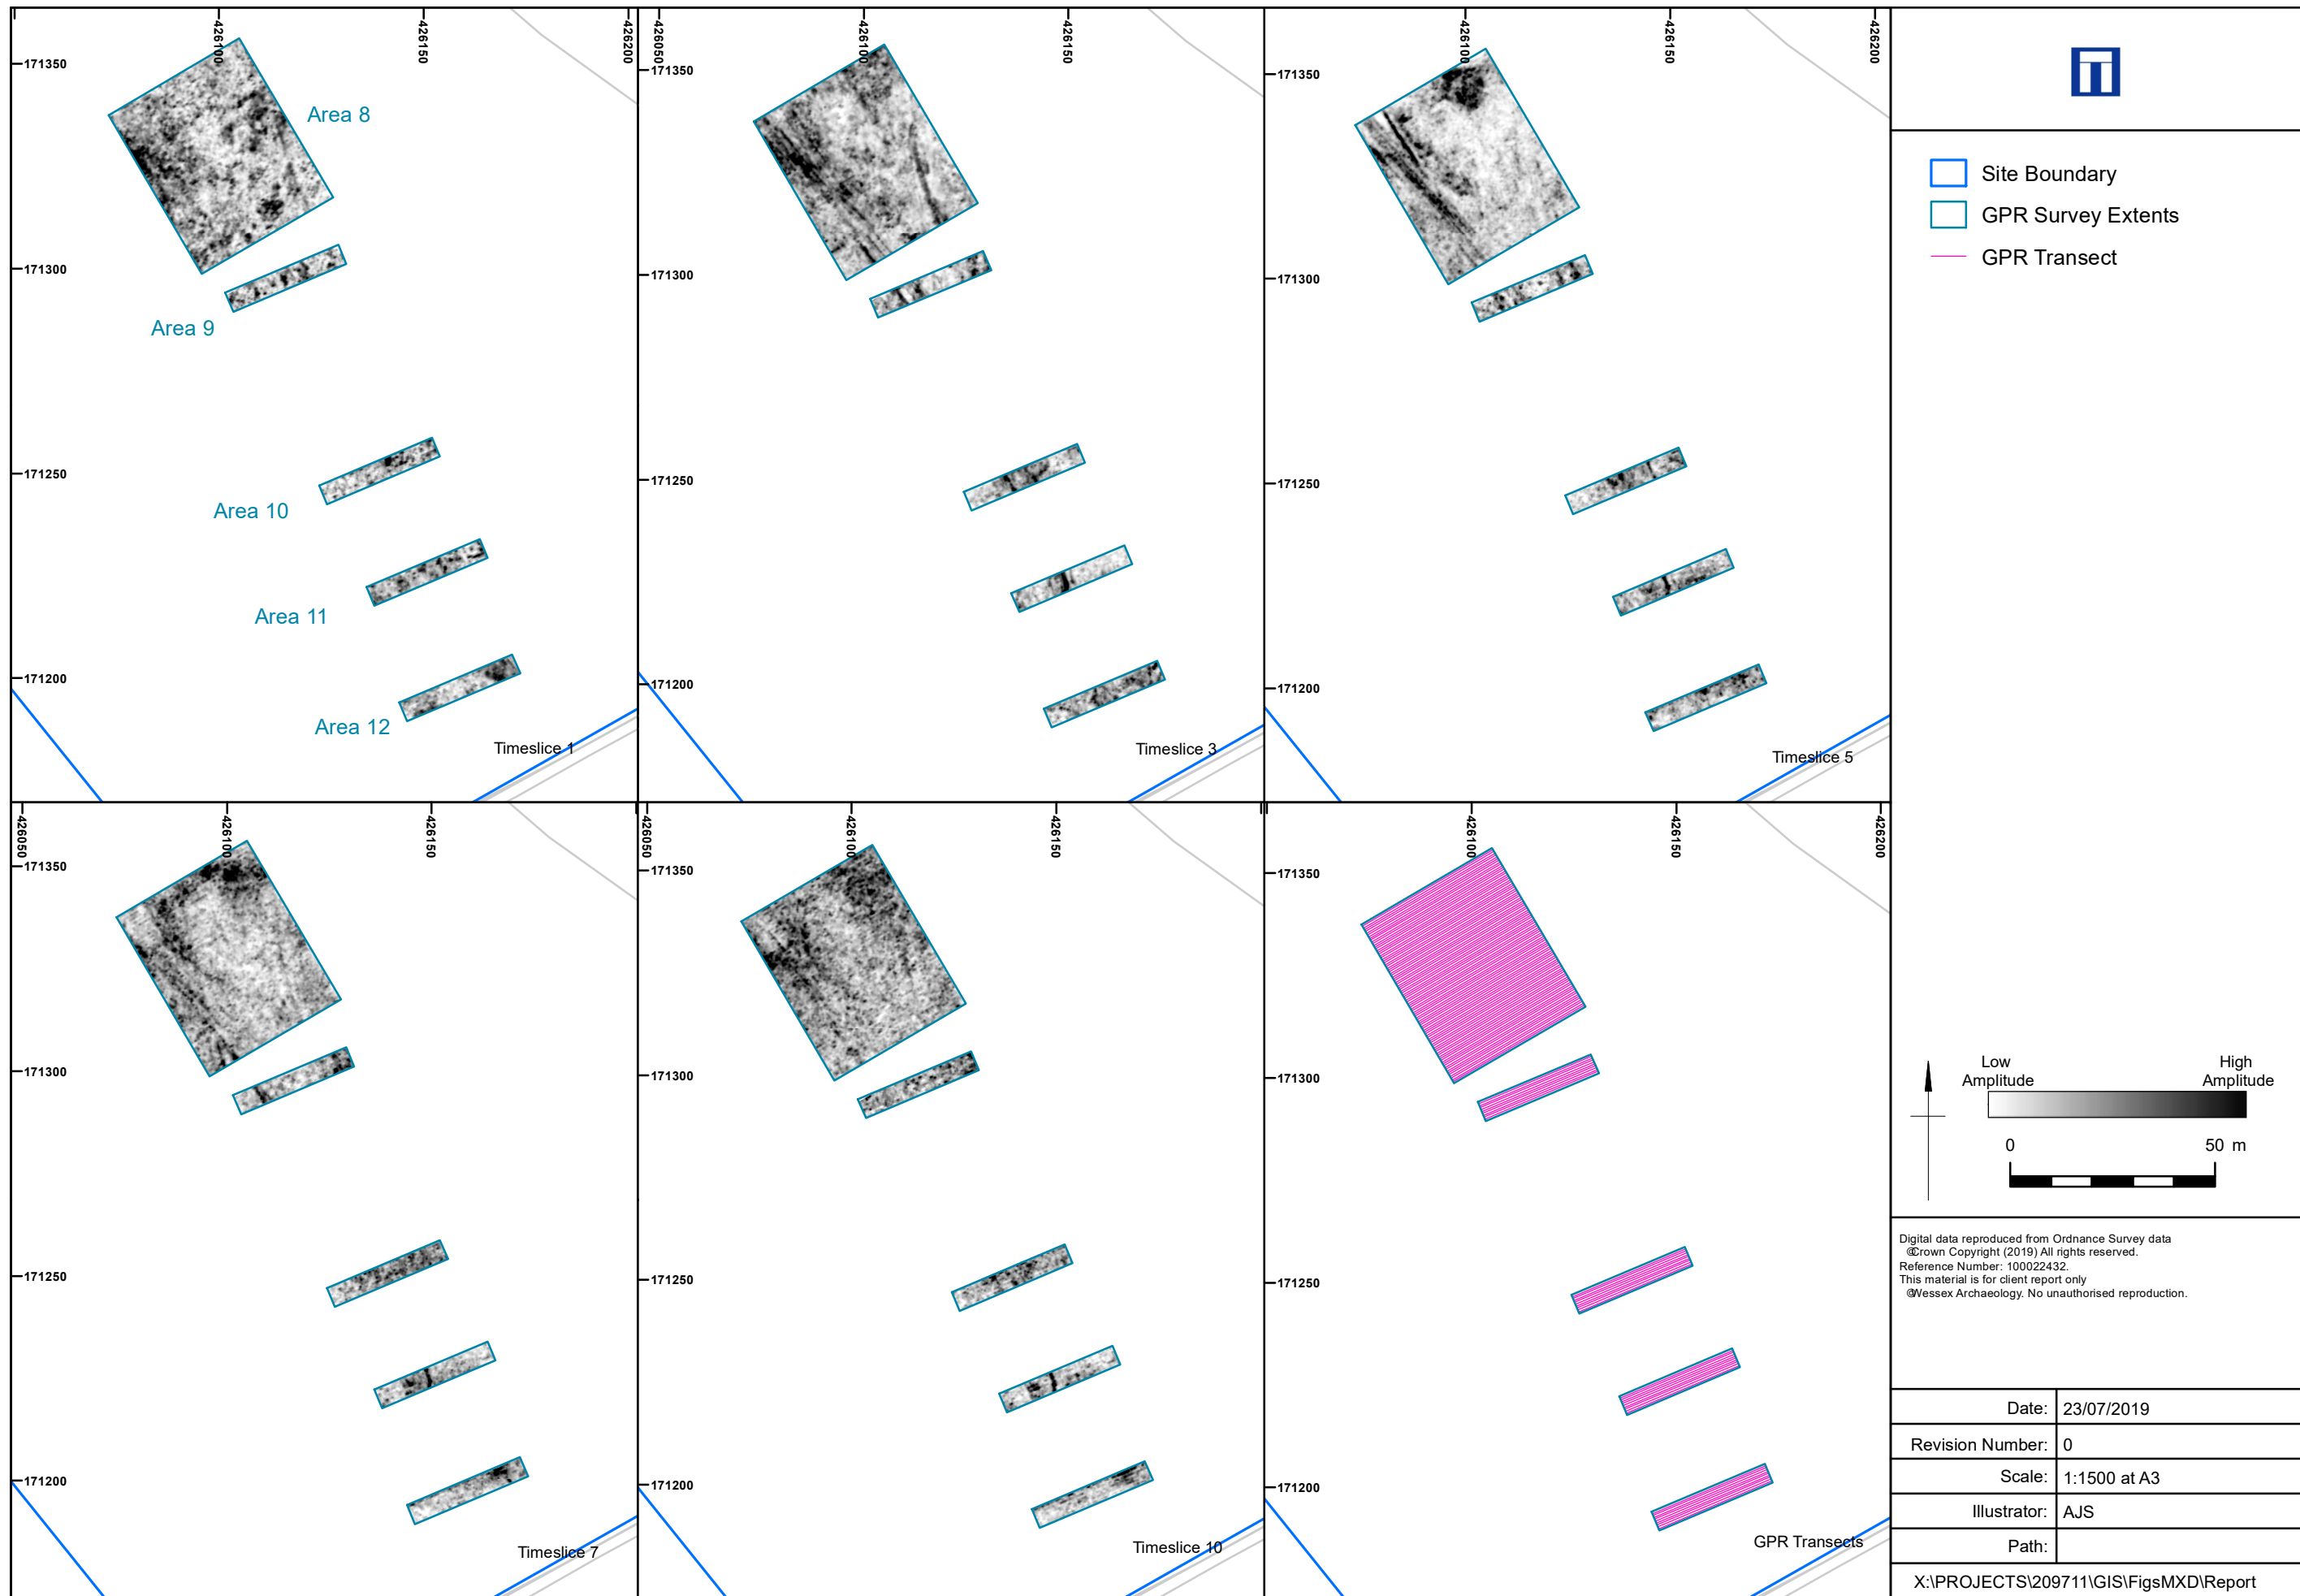 426100
426150
426200
171350
171300
171250
171200
Area 8
Area 9
Area 10
Area 11
Area 12
Timeslice 1
426050
426100
426150
171350
171300
171250
171200
Timeslice 3
426100
426150
426200
171350
171300
171250
171200
Timeslice 5
426050
426100
426150
171350
171300
171250
171200
Timeslice 7
426050
426100
426150
171350
171300
171250
171200
Timeslice 10
426100
426150
426200
171350
171300
171250
171200
GPR Transects
Site Boundary
GPR Survey Extents
GPR Transect
Low Amplitude
High Amplitude
0 50 m
Digital data reproduced from Ordnance Survey data
© Crown Copyright (2019) All rights reserved.
Reference Number: 100022432.
This material is for client report only
© Wessex Archaeology. No unauthorised reproduction.
Date: 23/07/2019
Revision Number: 0
Scale: 1:1500 at A3
Illustrator: AJS
Path:
X:\PROJECTS\209711\GIS\FigsMXD\Report